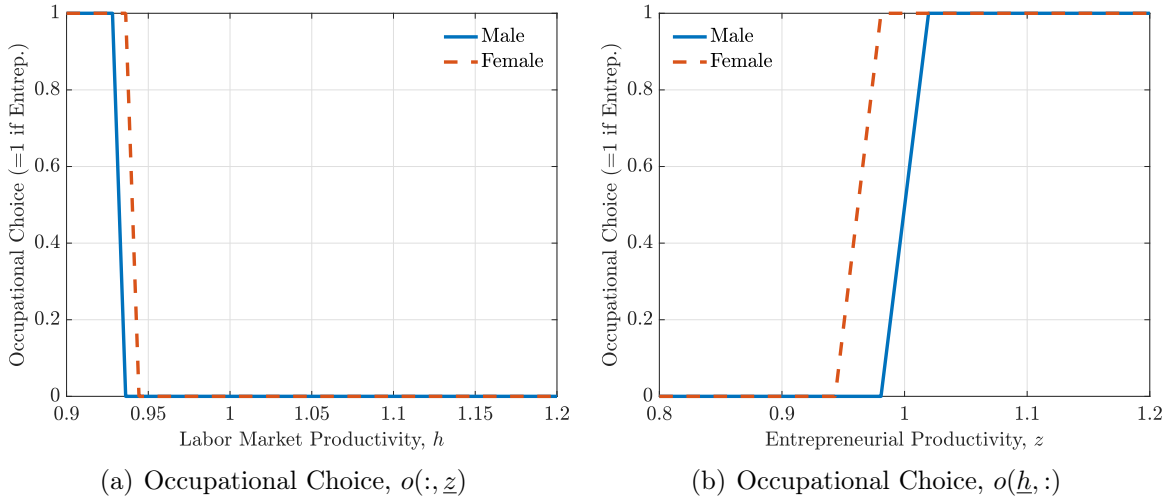 Occupational Choice (=1 if Entrep.)
1
0.8
0.6
0.4
0.2
0
Male
Female
0.9 0.95 1 1.05 1.1 1.15 1.2
Labor Market Productivity, h
(a) Occupational Choice, o(:, z)
Occupational Choice (=1 if Entrep.)
1
0.8
0.6
0.4
0.2
0
Male
Female
0.8 0.9 1 1.1 1.2
Entrepreneurial Productivity, z
(b) Occupational Choice, o(h, :)